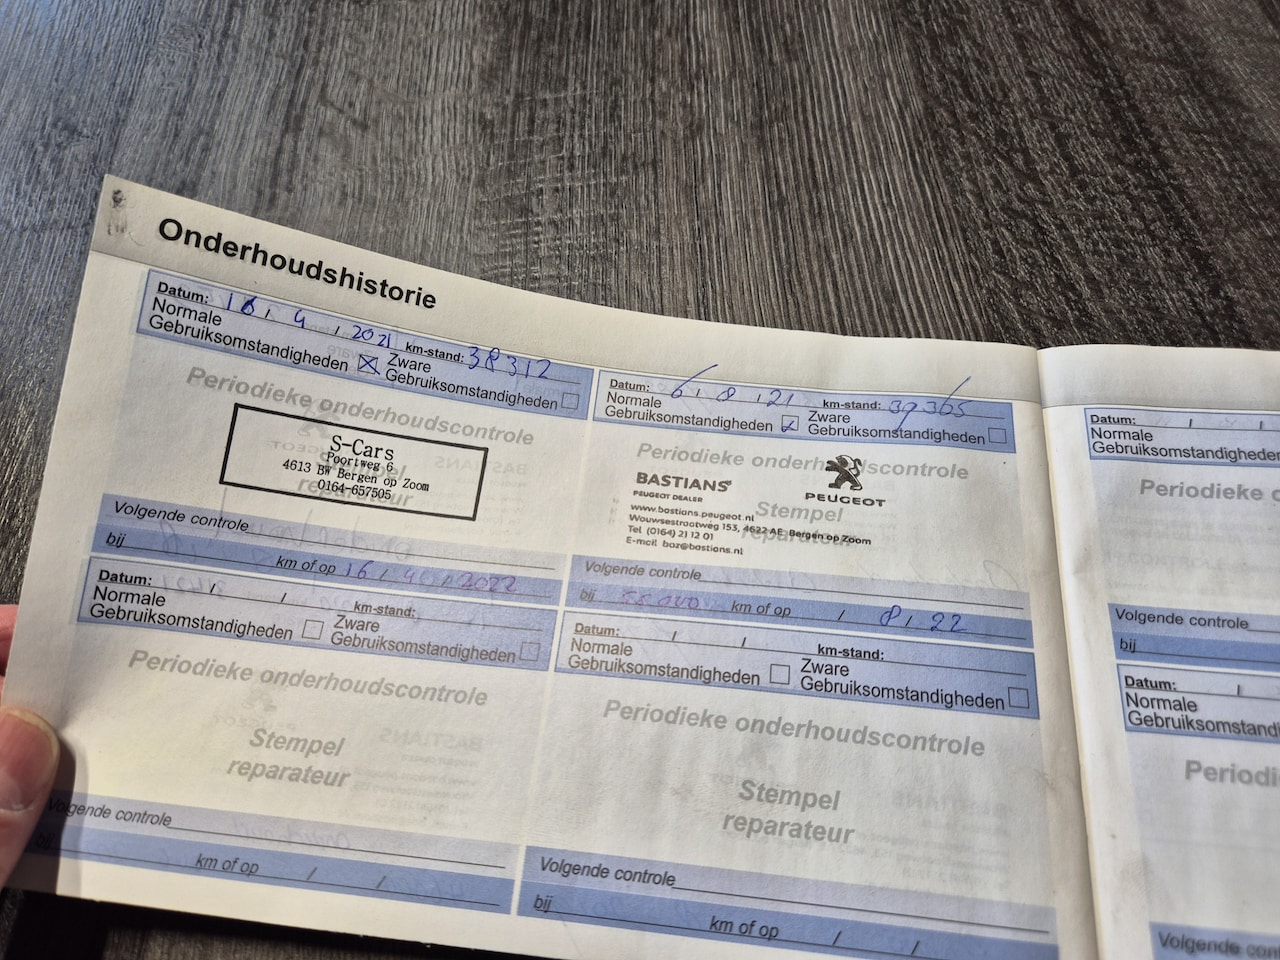 Onderhoudshistorie
Datum: 16 / 4 / 2021 km-stand: 38312
Normale
Gebruiksomstandigheden Zware
Gebruiksomstandigheden
Periodieke onderhoudscontrole
Stempel
reparateur
S-Cars
Poortweg 6
4613 BW Bergen op Zoom
0164-657505
Volgende controle
bij km of op 16 / 4 / 2022
Datum: 6 / 8 / 21 km-stand: 39365
Normale
Gebruiksomstandigheden Zware
Gebruiksomstandigheden
Periodieke onderhoudscontrole
Stempel
reparateur
BASTIANS
PEUGEOT DEALER
PEUGEOT
www.bastians.peugeot.nl
Wouwsestraatweg 153, 4622 AE Bergen op Zoom
Tel (0164) 21 12 01
E-mail boz@bastians.nl
Volgende controle
bij km of op / 8 / 22
Datum: / / km-stand:
Normale
Gebruiksomstandigheden Zware
Gebruiksomstandigheden
Periodieke onderhoudscontrole
Stempel
reparateur
Volgende controle
bij km of op / /
Datum: / / km-stand:
Normale
Gebruiksomstandigheden Zware
Gebruiksomstandigheden
Periodieke onderhoudscontrole
Stempel
reparateur
Volgende controle
bij km of op / /
Datum: / /
Normale
Gebruiksomstandigheden
Periodieke
Volgende controle
bij
Datum: /
Normale
Volgende